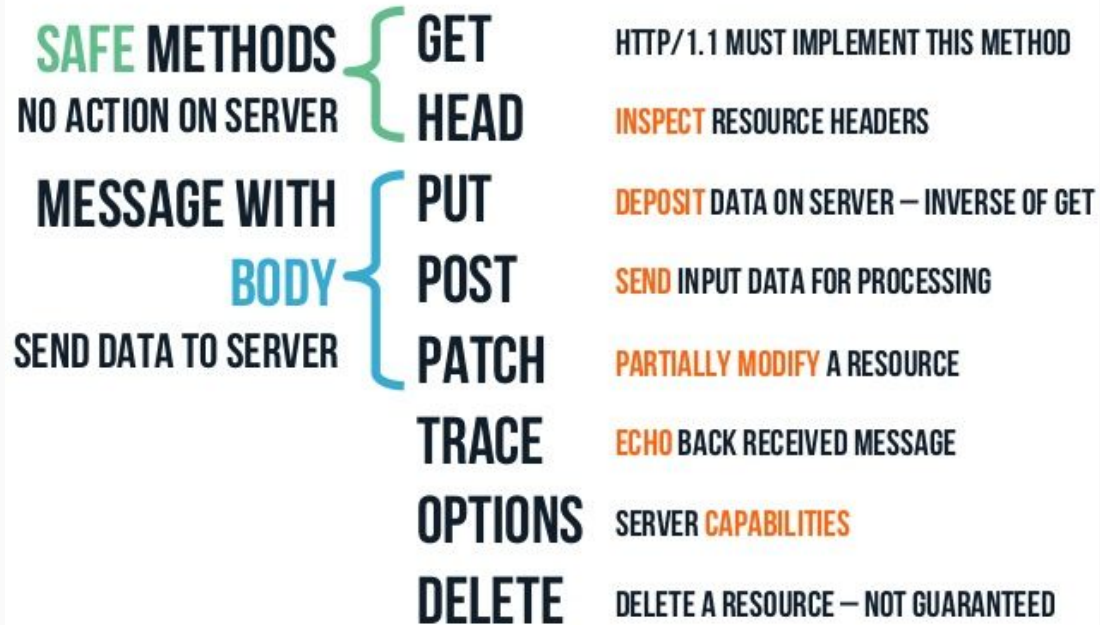 SAFE METHODS
NO ACTION ON SERVER
GET HTTP/1.1 MUST IMPLEMENT THIS METHOD
HEAD INSPECT RESOURCE HEADERS
MESSAGE WITH
BODY
SEND DATA TO SERVER
PUT DEPOSIT DATA ON SERVER – INVERSE OF GET
POST SEND INPUT DATA FOR PROCESSING
PATCH PARTIALLY MODIFY A RESOURCE
TRACE ECHO BACK RECEIVED MESSAGE
OPTIONS SERVER CAPABILITIES
DELETE DELETE A RESOURCE – NOT GUARANTEED